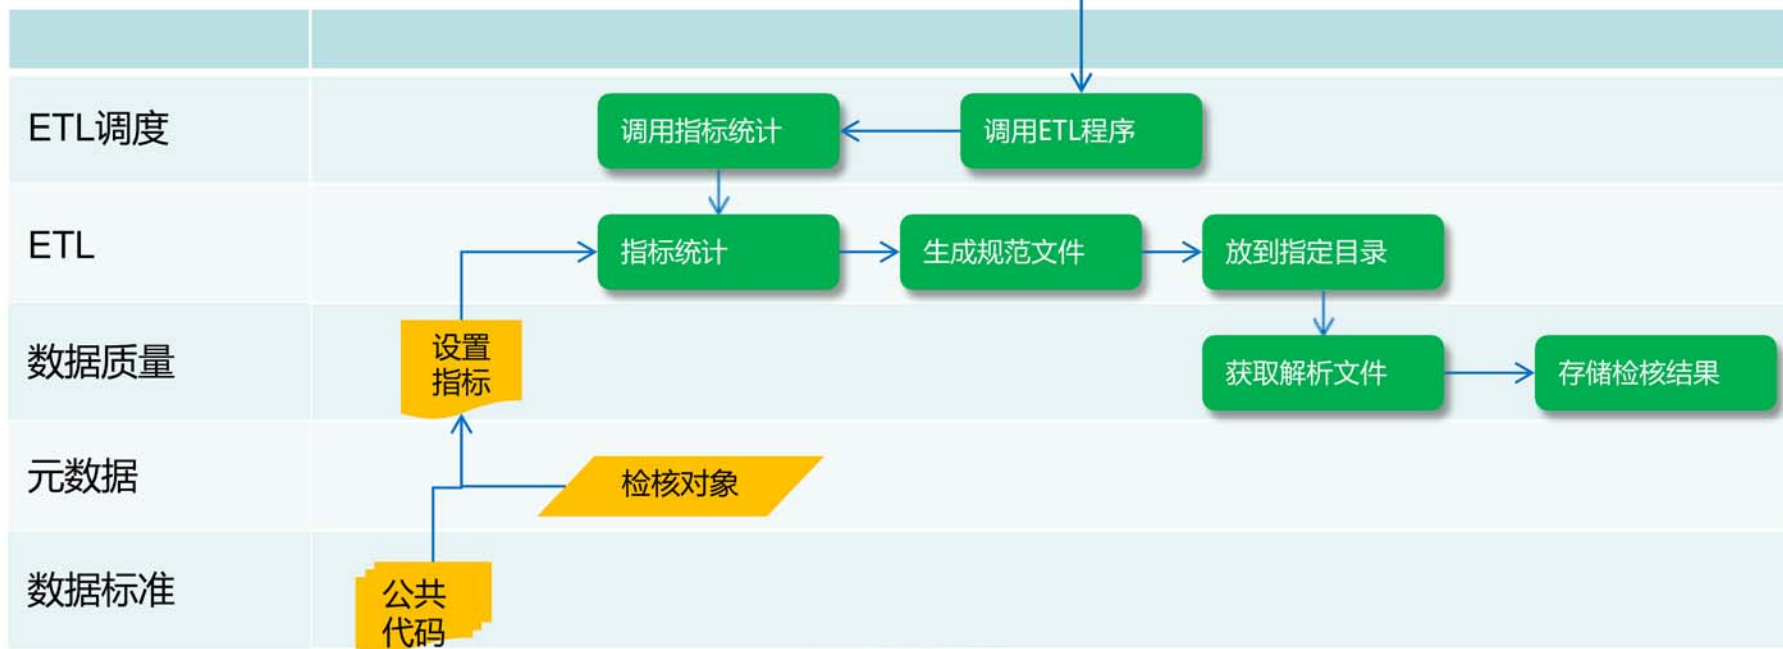 ETL调度
调用指标统计
调用ETL程序
ETL
指标统计
生成规范文件
放到指定目录
数据质量
设置
指标
获取解析文件
存储检核结果
元数据
检核对象
数据标准
公共
代码